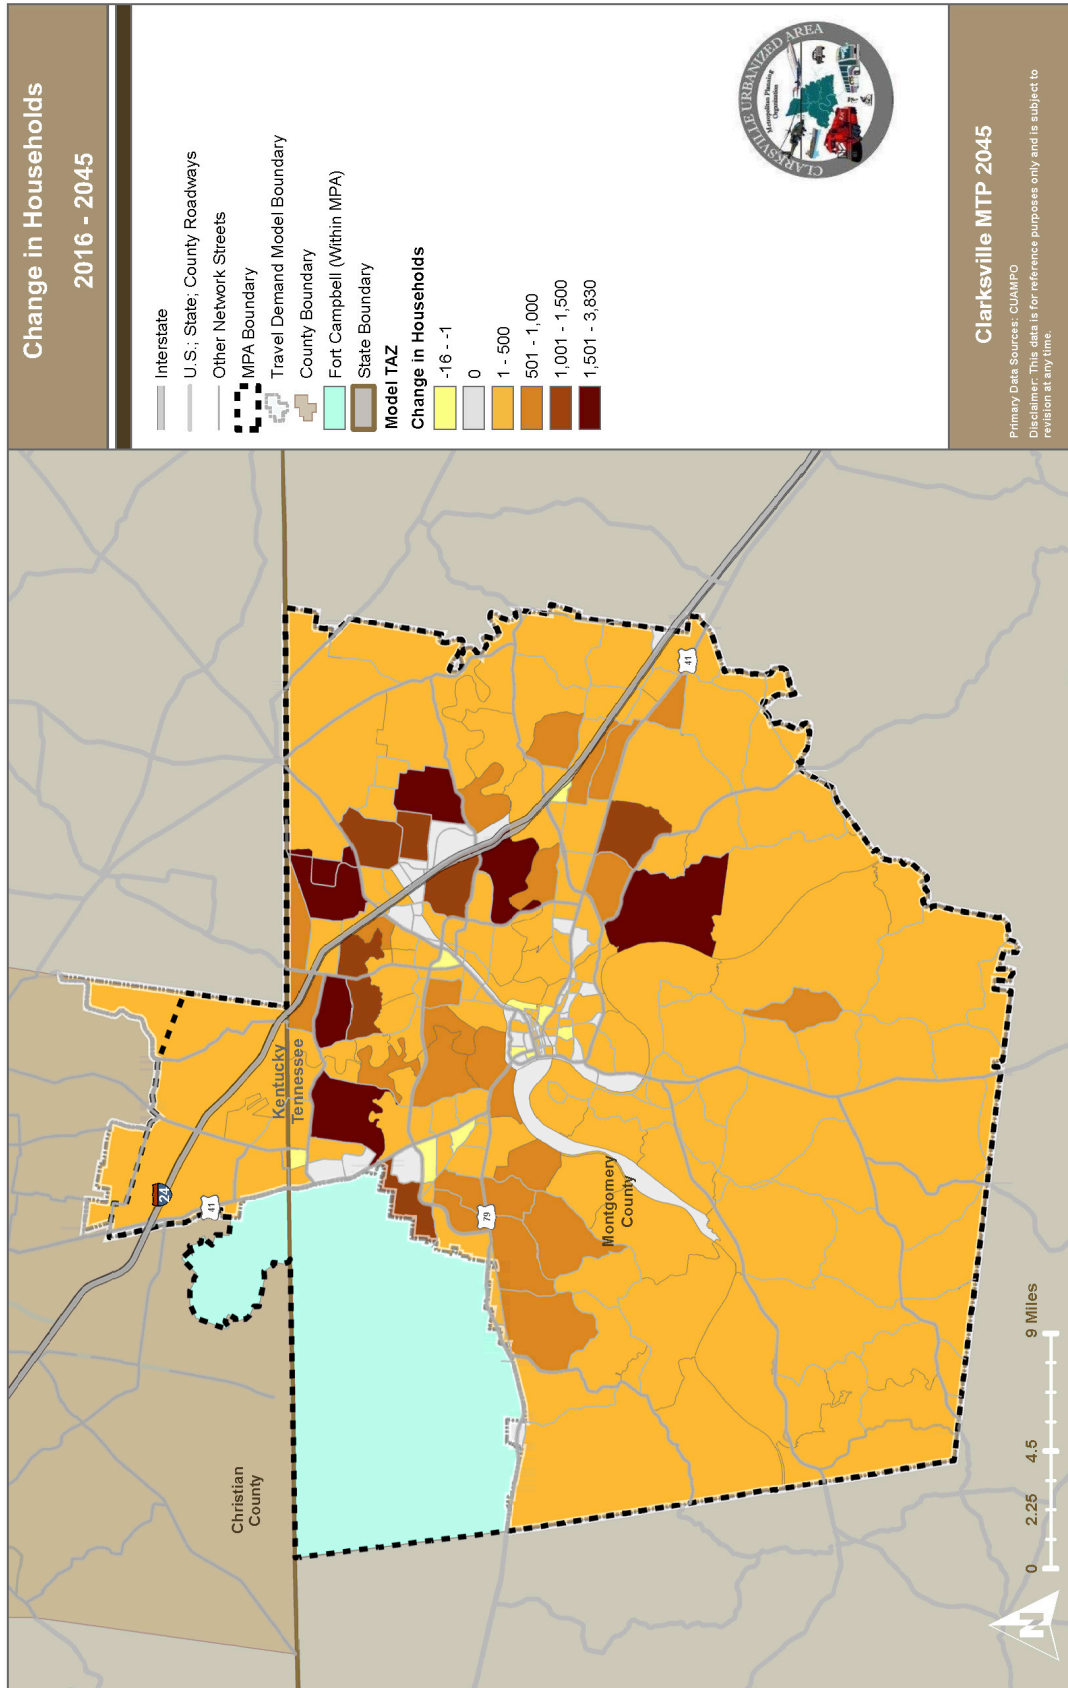 Change in Households
2016 - 2045
Interstate
U.S.; State; County Roadways
Other Network Streets
MPA Boundary
Travel Demand Model Boundary
County Boundary
Fort Campbell (Within MPA)
State Boundary
Model TAZ
Change in Households
-16 - -1
0
1 - 500
501 - 1,000
1,001 - 1,500
1,501 - 3,830
CLARKSVILLE URBANIZED AREA
Metropolitan Planning
Organization
Clarksville MTP 2045
Primary Data Sources: CUAMPO
Disclaimer: This data is for reference purposes only and is subject to
revision at any time.
Christian
County
24
41
Kentucky
Tennessee
79
Montgomery
County
41
N
0 2.25 4.5 9 Miles